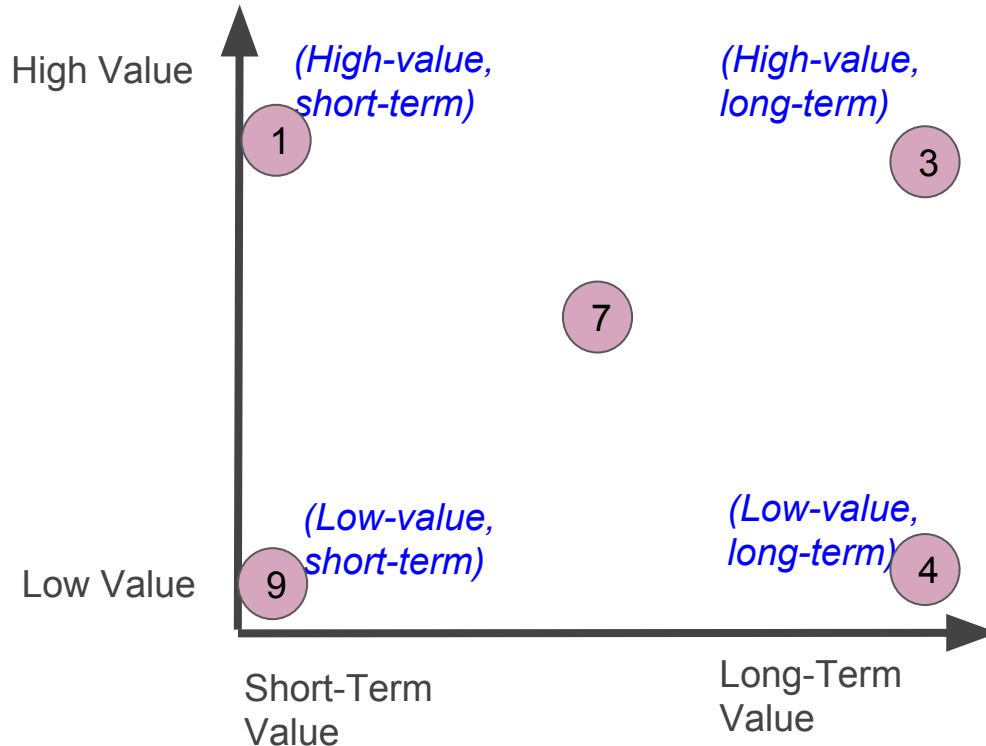 High Value
(High-value,
short-term)
(High-value,
long-term)
1
3
7
(Low-value,
short-term)
(Low-value,
long-term)
Low Value
9
4
Short-Term
Value
Long-Term
Value